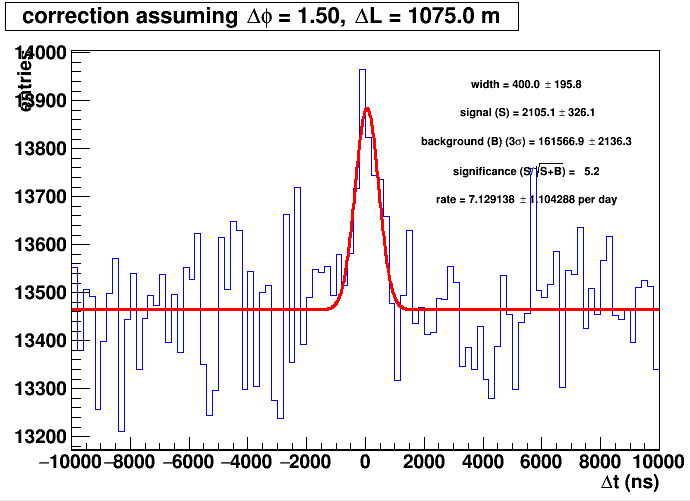 correction assuming Δϕ = 1.50, ΔL = 1075.0 m
entries
14000
13900
13800
13700
13600
13500
13400
13300
13200
width = 400.0 ± 195.8
signal (S) = 2105.1 ± 326.1
background (B) (3σ) = 161566.9 ± 2136.3
significance (S/√S+B) = 5.2
rate = 7.129138 ± 1.104288 per day
−10000 −8000 −6000 −4000 −2000 0 2000 4000 6000 8000 10000
Δt (ns)